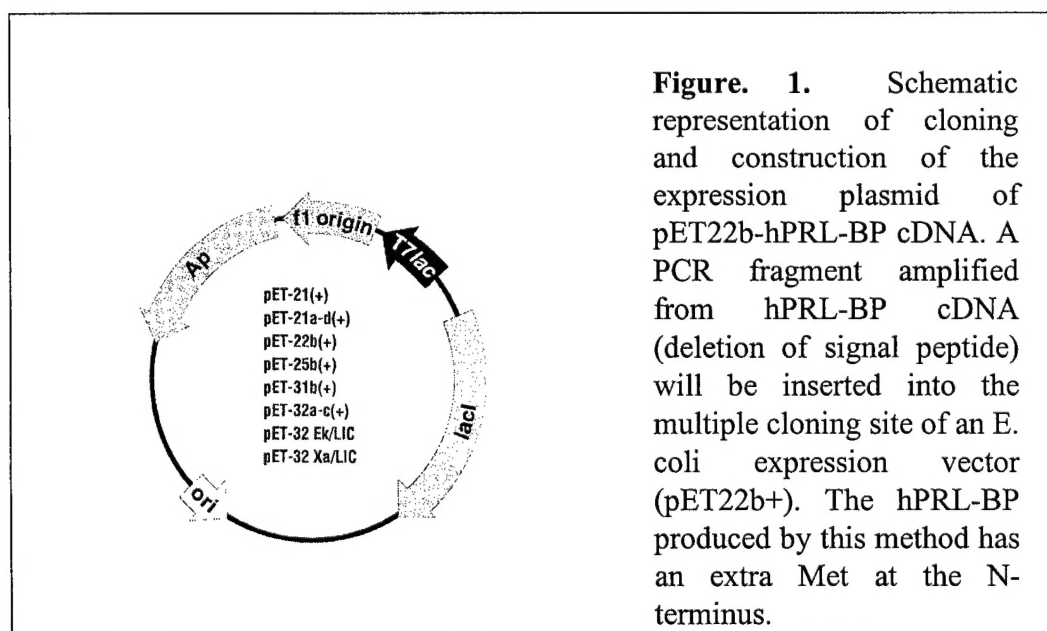 f1 origin
T7lac
Ap
pET-21(+)
pET-21a-d(+)
pET-22b(+)
pET-25b(+)
pET-31b(+)
pET-32a-c(+)
pET-32 Ek/LIC
pET-32 Xa/LIC
lacI
ori
Figure. 1. Schematic
representation of cloning
and construction of the
expression plasmid of
pET22b-hPRL-BP cDNA. A
PCR fragment amplified
from hPRL-BP cDNA
(deletion of signal peptide)
will be inserted into the
multiple cloning site of an E.
coli expression vector
(pET22b+). The hPRL-BP
produced by this method has
an extra Met at the N-
terminus.